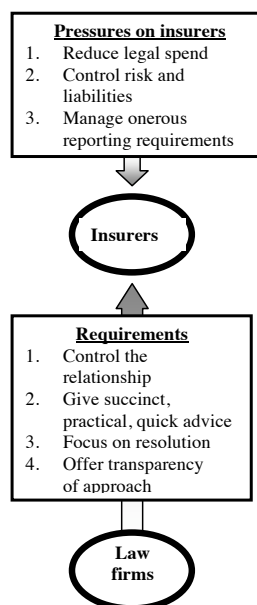 Pressures on insurers
1. Reduce legal spend
2. Control risk and
liabilities
3. Manage onerous
reporting requirements
Insurers
Requirements
1. Control the
relationship
2. Give succinct,
practical, quick advice
3. Focus on resolution
4. Offer transparency
of approach
Law
firms